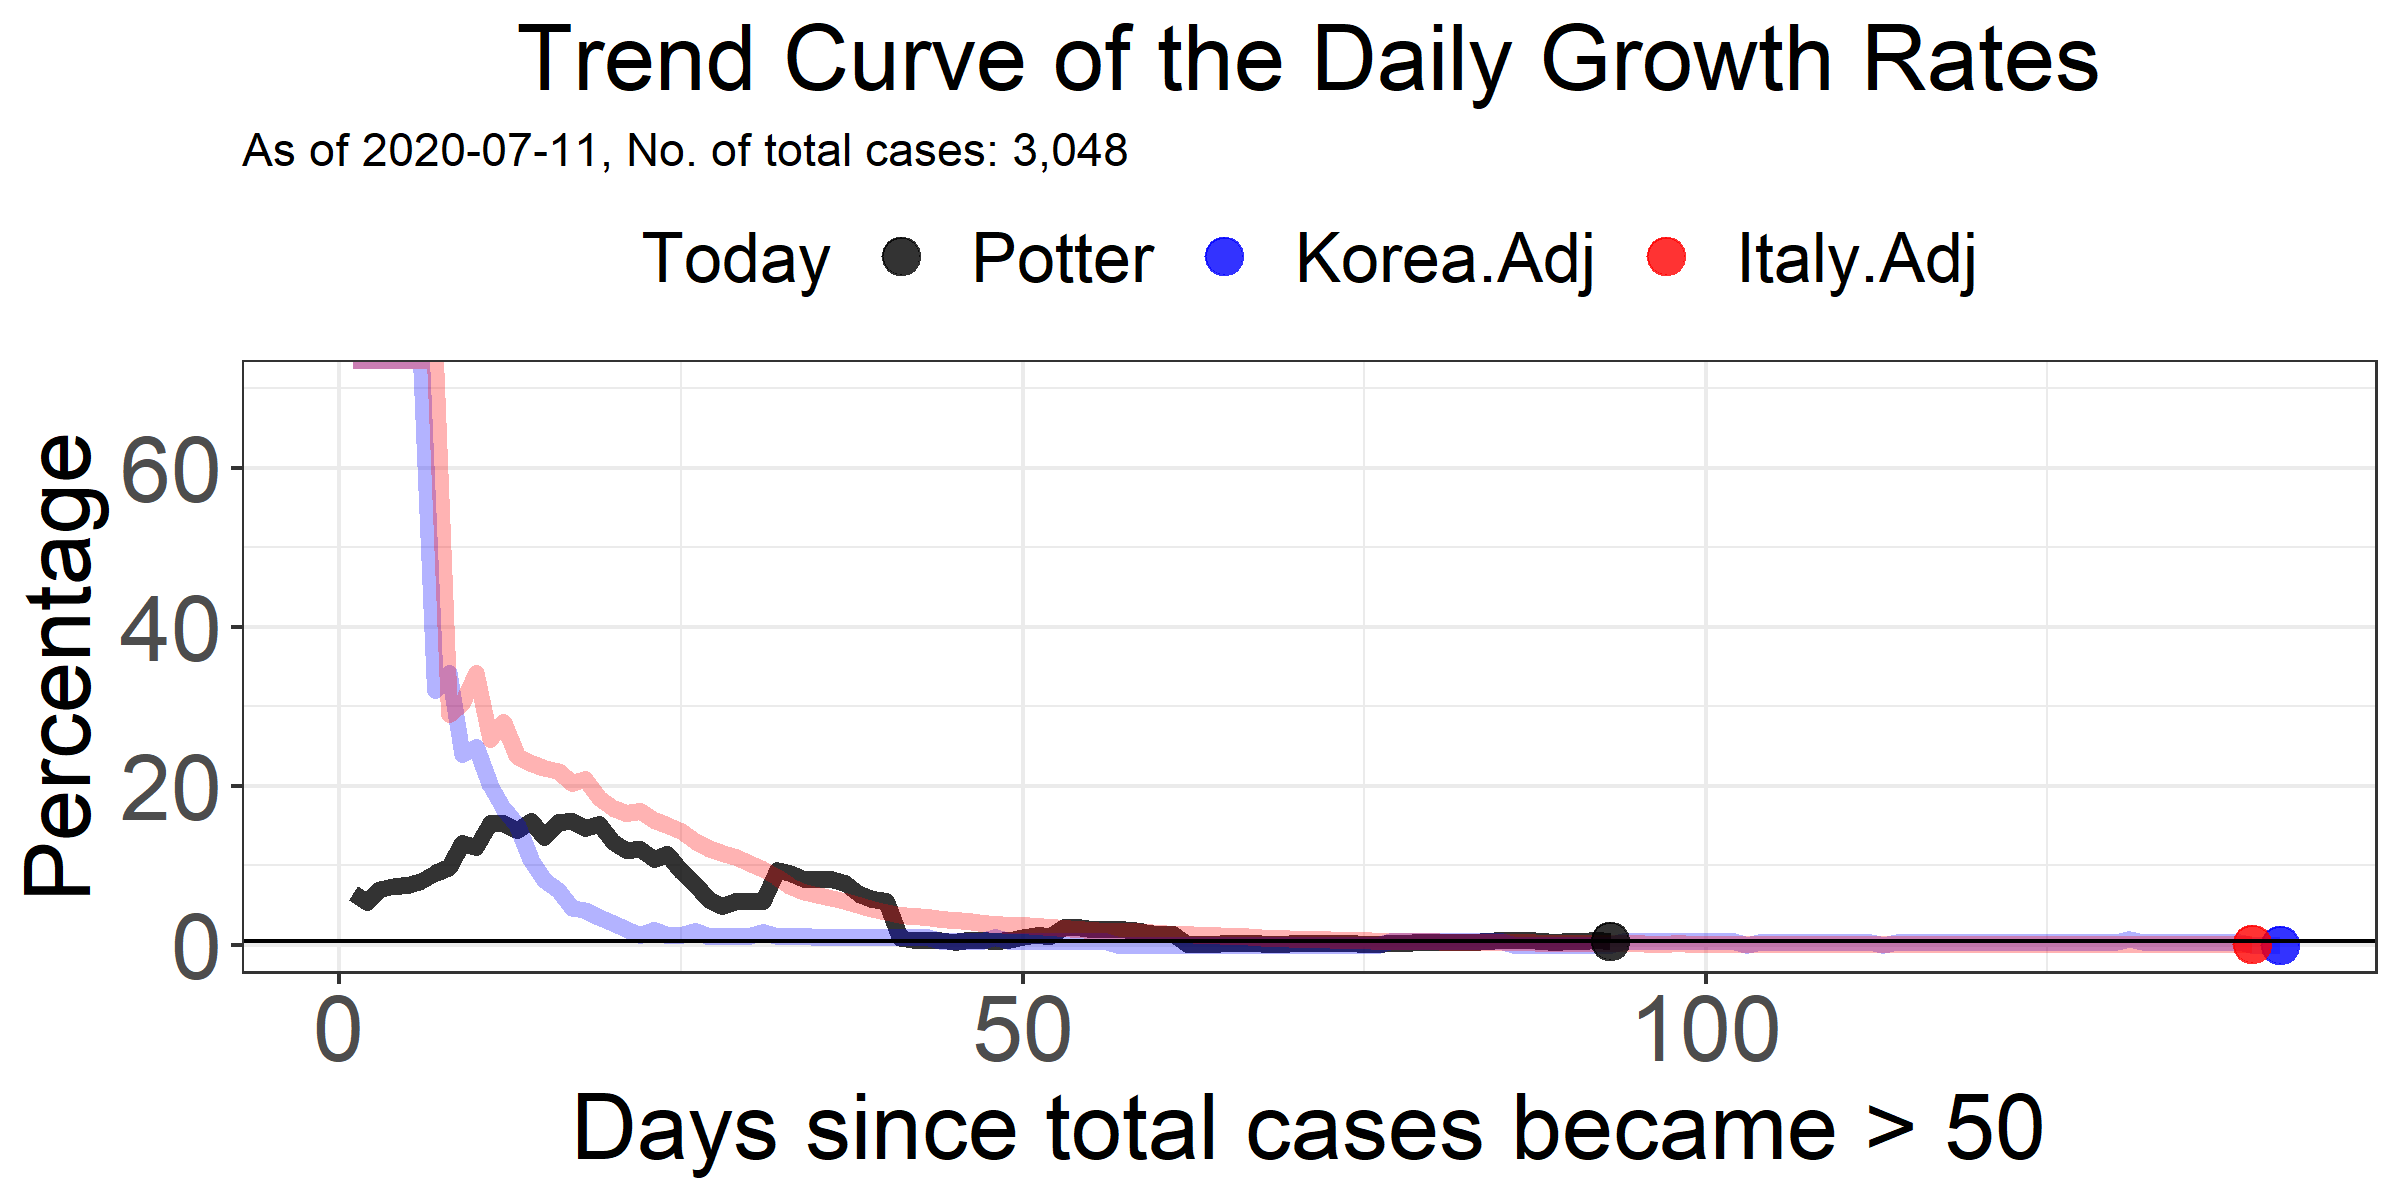 Trend Curve of the Daily Growth Rates
As of 2020-07-11, No. of total cases: 3,048
Today Potter Korea.Adj Italy.Adj
Percentage
60
40
20
0
0 50 100
Days since total cases became > 50